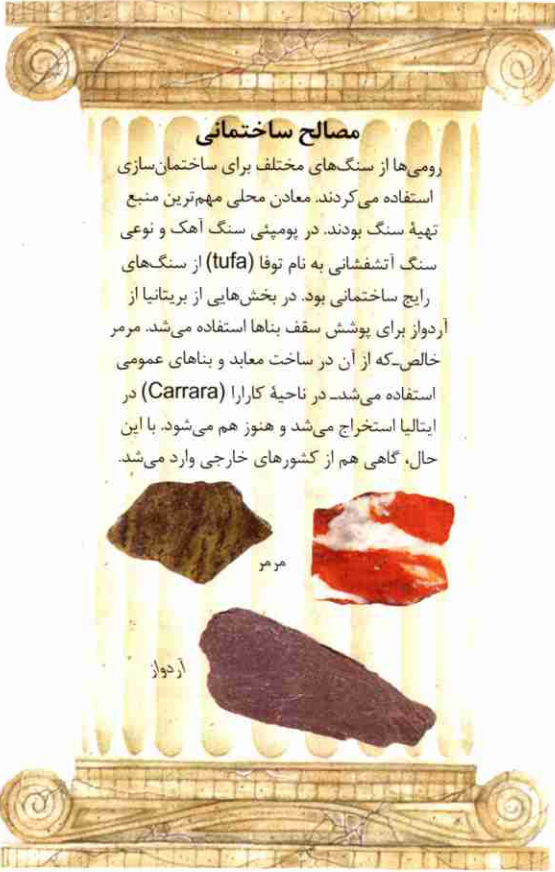 مصالح ساختمانی
رومی‌ها از سنگ‌های مختلف برای ساختمان‌سازی
استفاده می‌کردند. معادن محلی مهم‌ترین منبع
تهیهٔ سنگ بودند. در پومپئی سنگ آهک و نوعی
سنگ آتشفشانی به نام توفا (tufa) از سنگ‌های
رایج ساختمانی بود. در بخش‌هایی از بریتانیا از
آردواز برای پوشش سقف بناها استفاده می‌شد. مرمر
خالص‌ـ‌که از آن در ساخت معابد و بناهای عمومی
استفاده می‌شدـ در ناحیهٔ کارارا (Carrara) در
ایتالیا استخراج می‌شد و هنوز هم می‌شود. با این
حال، گاهی هم از کشورهای خارجی وارد می‌شد.
مرمر
آردواز